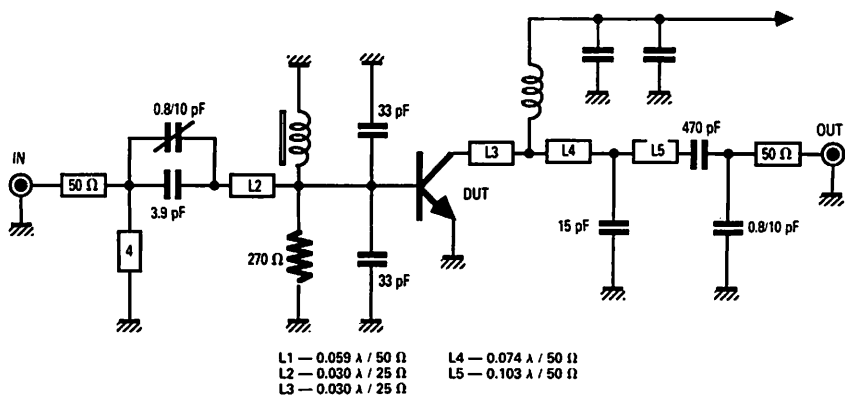 0.8/10 pF
33 pF
470 pF
IN
OUT
50 Ω
L2
L3
L4
L5
50 Ω
3.9 pF
DUT
4
270 Ω
33 pF
15 pF
0.8/10 pF
L1 — 0.059 λ / 50 Ω
L2 — 0.030 λ / 25 Ω
L3 — 0.030 λ / 25 Ω
L4 — 0.074 λ / 50 Ω
L5 — 0.103 λ / 50 Ω